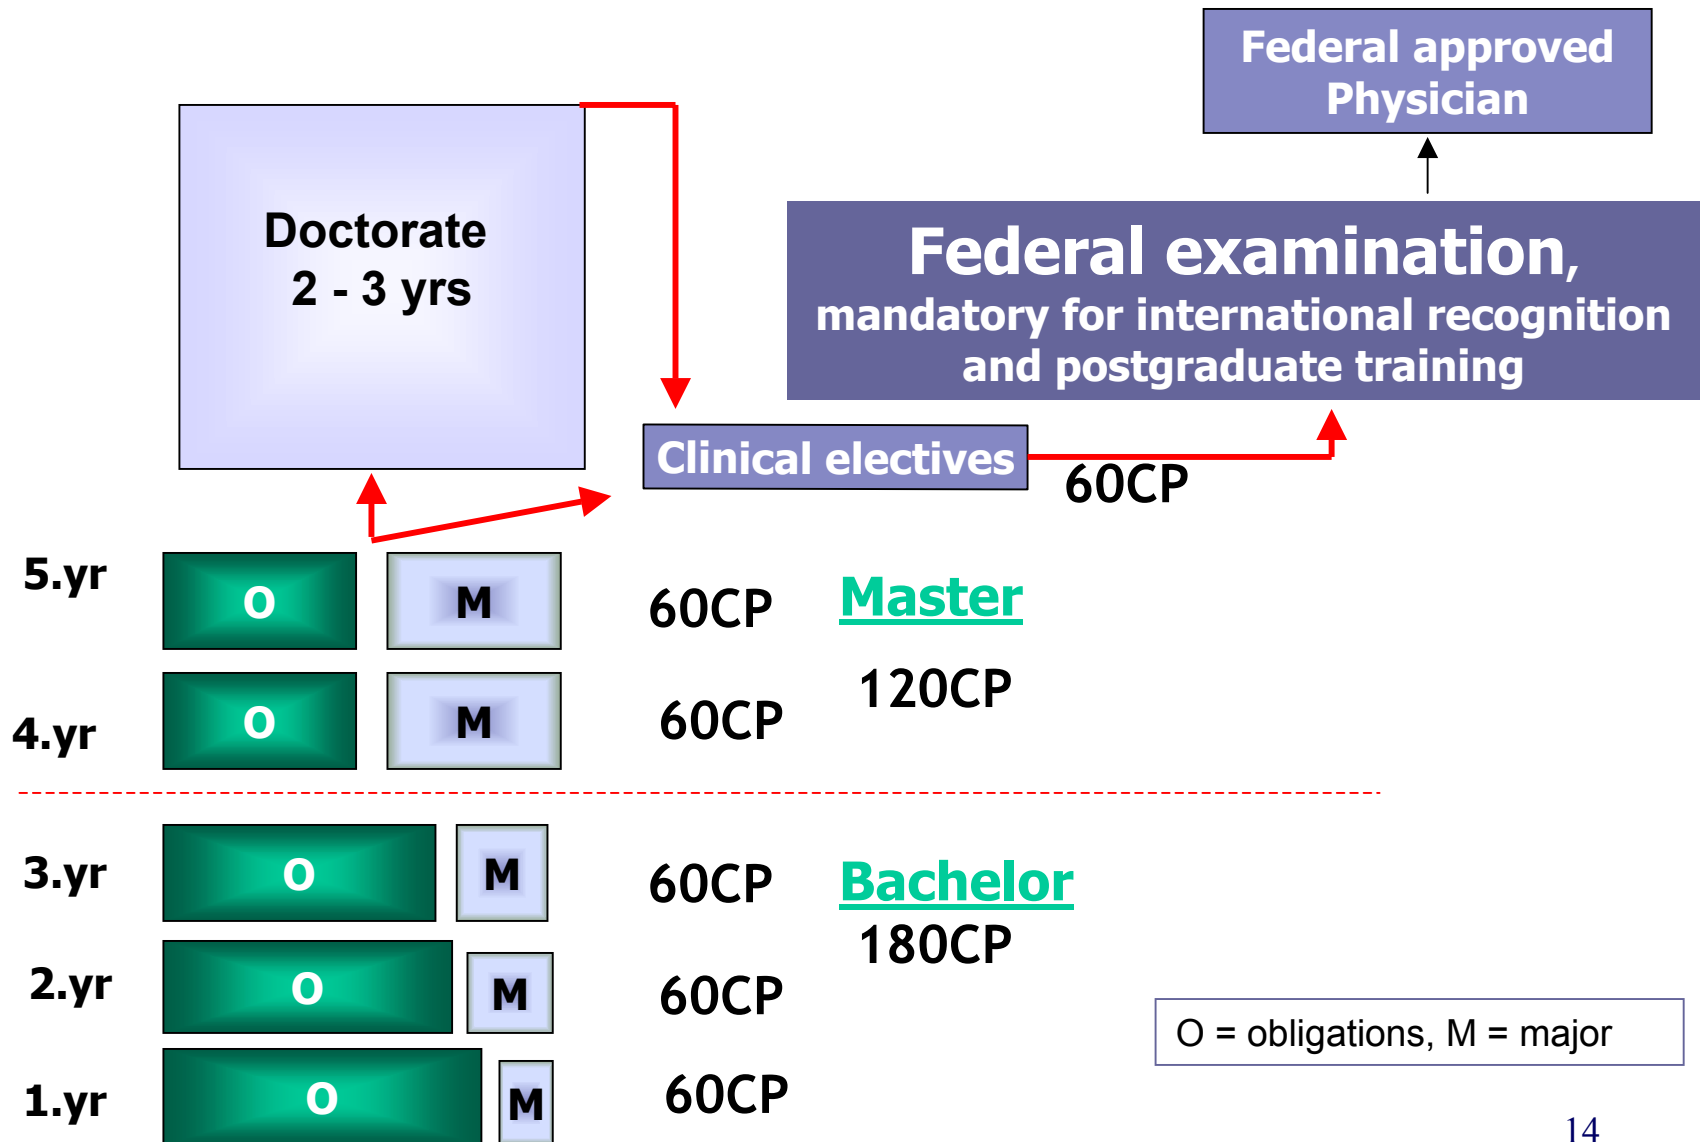 Federal approved
Physician
Doctorate
2 - 3 yrs
Federal examination,
mandatory for international recognition
and postgraduate training
Clinical electives
60CP
5.yr
O
M
60CP
Master
4.yr
O
M
60CP
120CP
3.yr
O
M
60CP
Bachelor
180CP
2.yr
O
M
60CP
O = obligations, M = major
1.yr
O
M
60CP
14